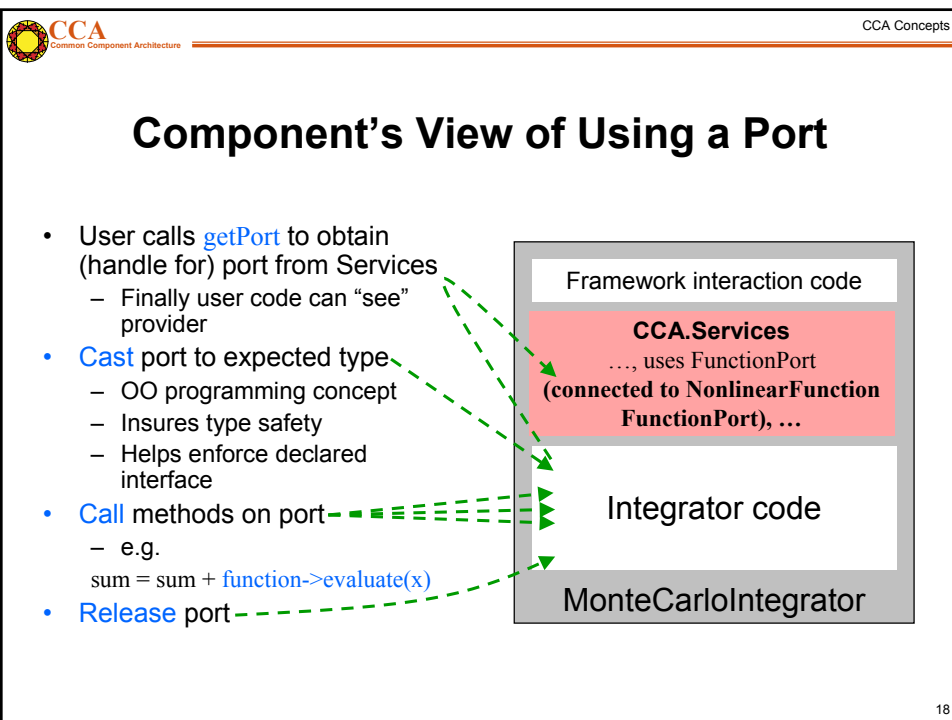 CCA
Common Component Architecture
CCA Concepts
Component's View of Using a Port
• User calls getPort to obtain
(handle for) port from Services
– Finally user code can “see”
provider
• Cast port to expected type
– OO programming concept
– Insures type safety
– Helps enforce declared
interface
• Call methods on port
– e.g.
sum = sum + function->evaluate(x)
• Release port
Framework interaction code
CCA.Services
…, uses FunctionPort
(connected to NonlinearFunction
FunctionPort), …
Integrator code
MonteCarloIntegrator
18